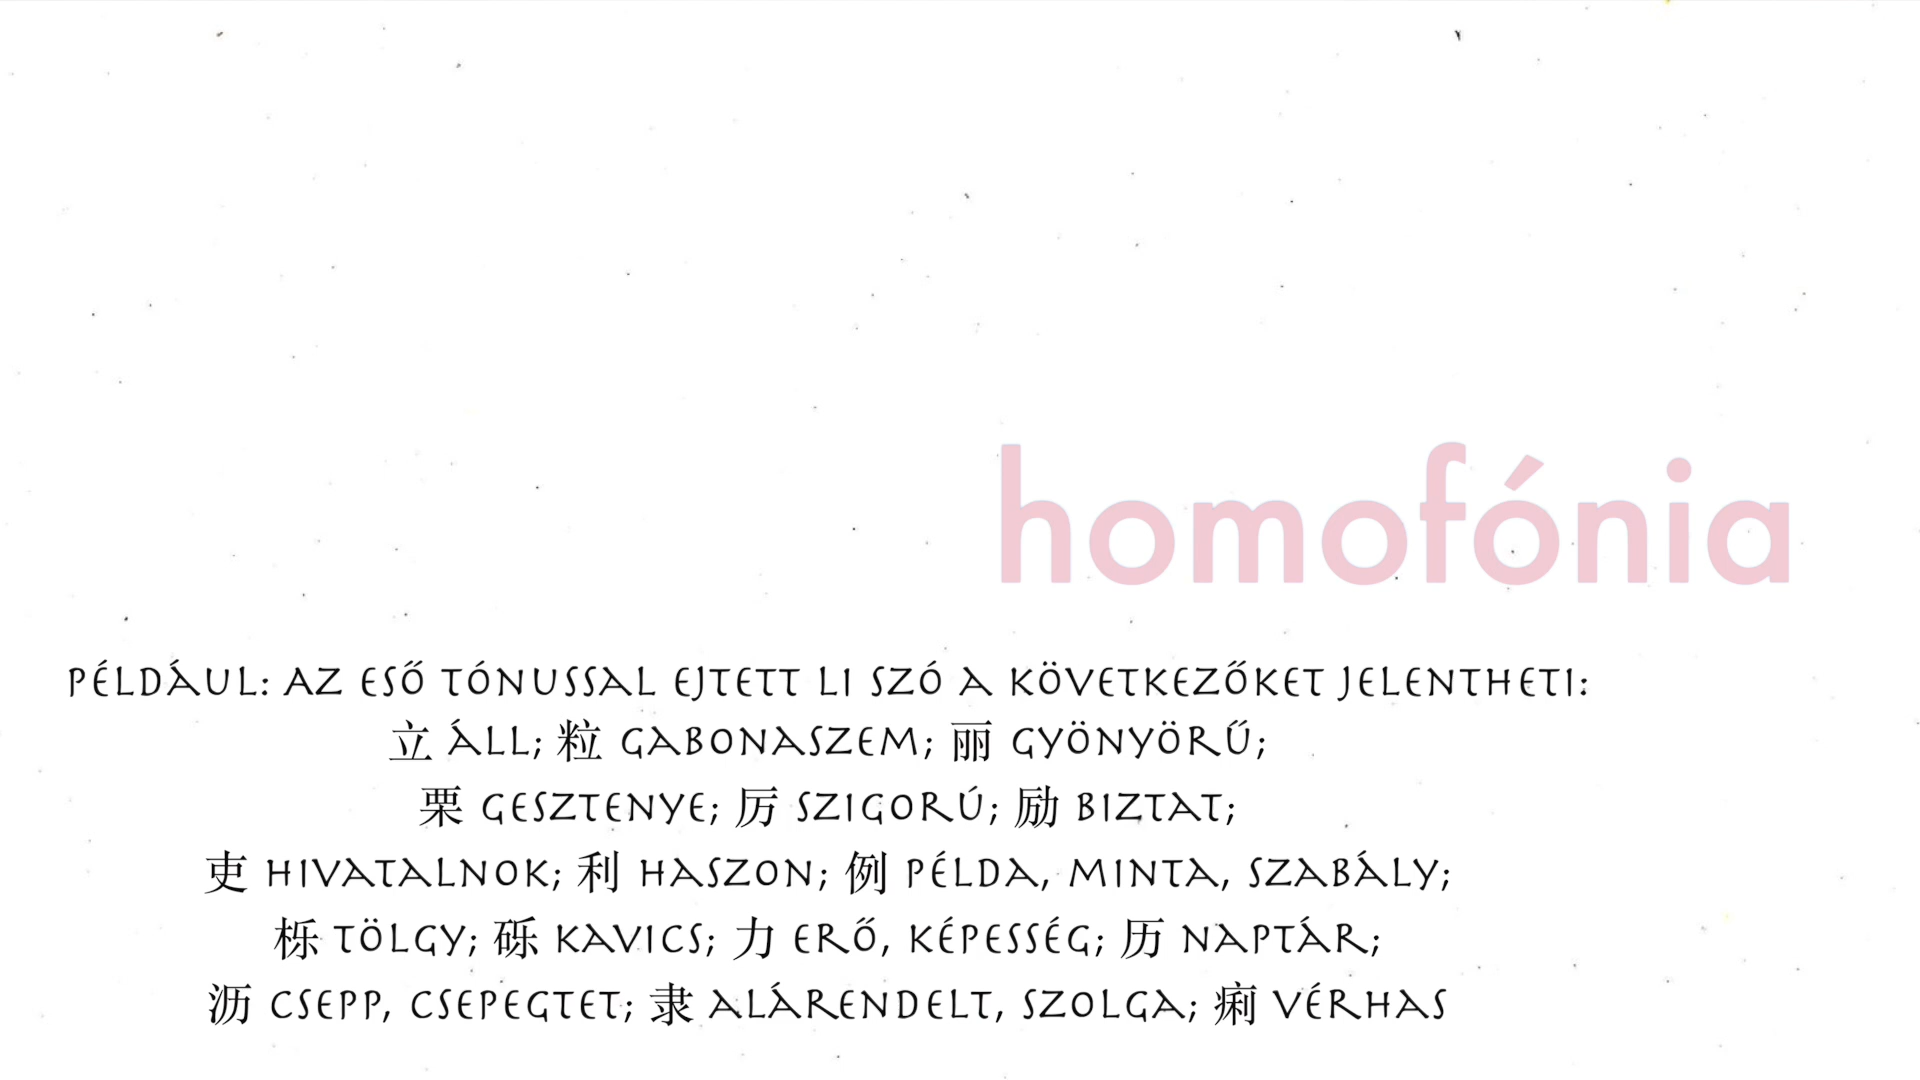 homofónia
PÉLDÁUL: AZ ESŐ TÓNUSSAL EJTETT LI SZÓ A KÖVETKEZŐKET JELENTHETI:
立 ÁLL; 粒 GABONASZEM; 丽 GYÖNYÖRŰ;
栗 GESZTENYE; 厉 SZIGORÚ; 励 BIZTAT;
吏 HIVATALNOK; 利 HASZON; 例 PÉLDA, MINTA, SZABÁLY;
栎 TÖLGY; 砾 KAVICS; 力 ERŐ, KÉPESSÉG; 历 NAPTÁR;
沥 CSEPP, CSEPEGTET; 隶 ALÁRENDELT, SZOLGA; 痢 VÉRHAS